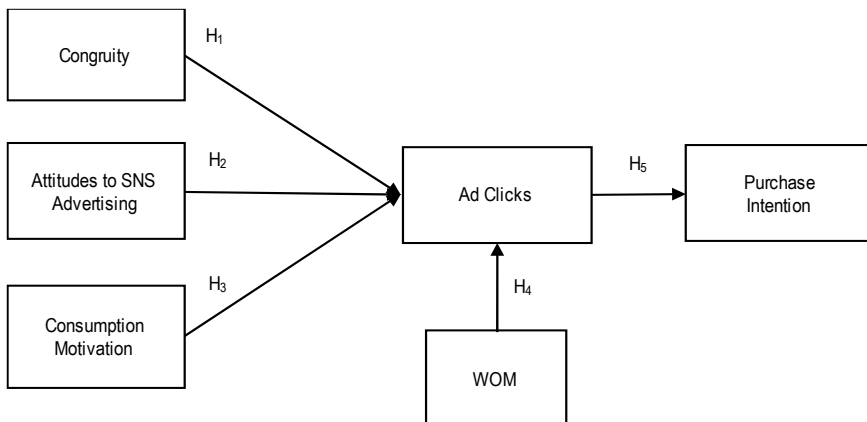 H₁
Congruity
H₂
Attitudes to SNS
Advertising
Ad Clicks
H₅
Purchase
Intention
H₃
Consumption
Motivation
H₄
WOM